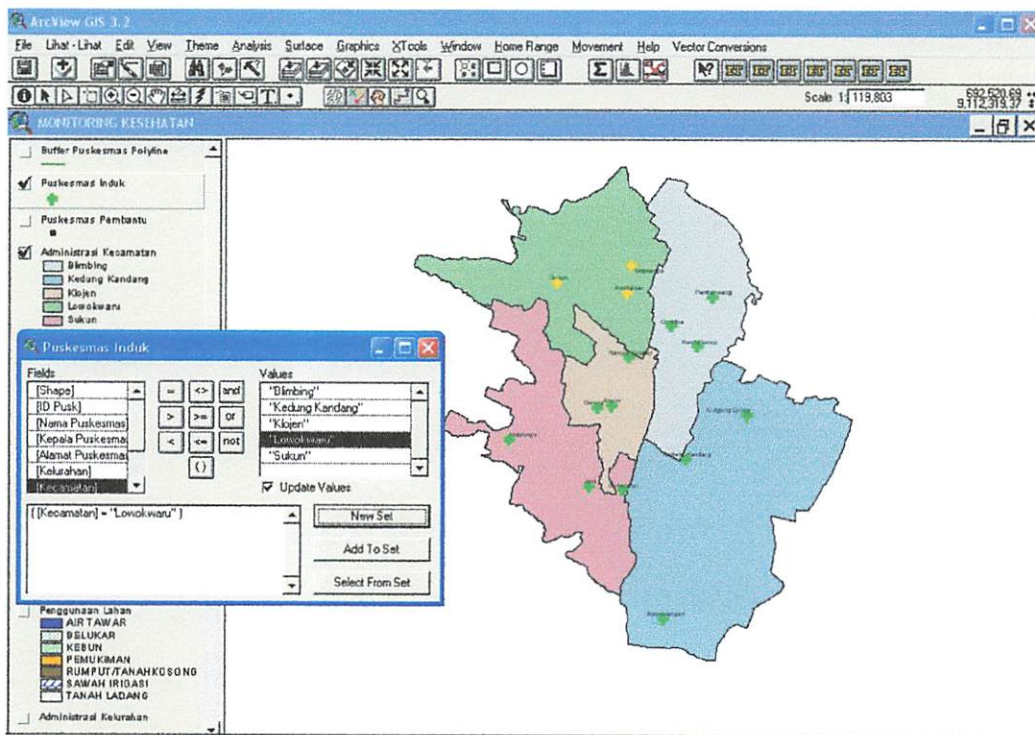 ArcView GIS 3.2
File Lihat - Lihat Edit View Theme Analysis Surface Graphics XTools Window Home Range Movement Help Vector Conversions
Scale 1: 119,803
692,520.69
9,112,319.37
MONITORING KESEHATAN
Buffer Puskesmas Polyline
Puskesmas Induk
Puskesmas Pembantu
Administrasi Kecamatan
Blimbing
Kedung Kandang
Klojen
Lowokwaru
Sukun
Puskesmas Induk
Fields
Values
[Shape]
[ID Pusk]
[Nama Puskesmas
[Kepala Puskesma
[Alamat Puskesmas
[Kelurahan]
[Kecamatan]
= <> and
> >= or
< <= not
( )
"Blimbing"
"Kedung Kandang"
"Klojen"
"Lowokwaru"
"Sukun"
Update Values
( [Kecamatan] = "Lowokwaru" )
New Set
Add To Set
Select From Set
Penggunaan Lahan
AIR TAWAR
BELUKAR
KEBUN
PEMUKIMAN
RUMPUT/TANAHKOSONG
SAWAH IRIGASI
TANAH LADANG
Administrasi Kelurahan